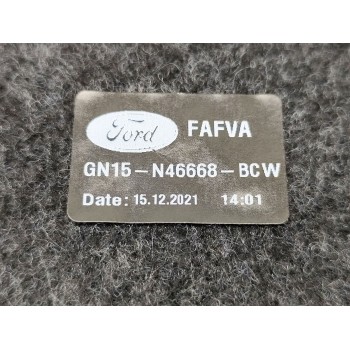 Ford FAFVA
GN15-N46668-BCW
Date: 15.12.2021 14:01